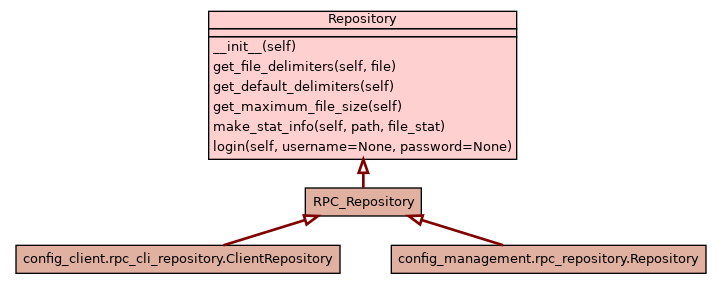 Repository
__init__(self)
get_file_delimiters(self, file)
get_default_delimiters(self)
get_maximum_file_size(self)
make_stat_info(self, path, file_stat)
login(self, username=None, password=None)
RPC_Repository
config_client.rpc_cli_repository.ClientRepository
config_management.rpc_repository.Repository